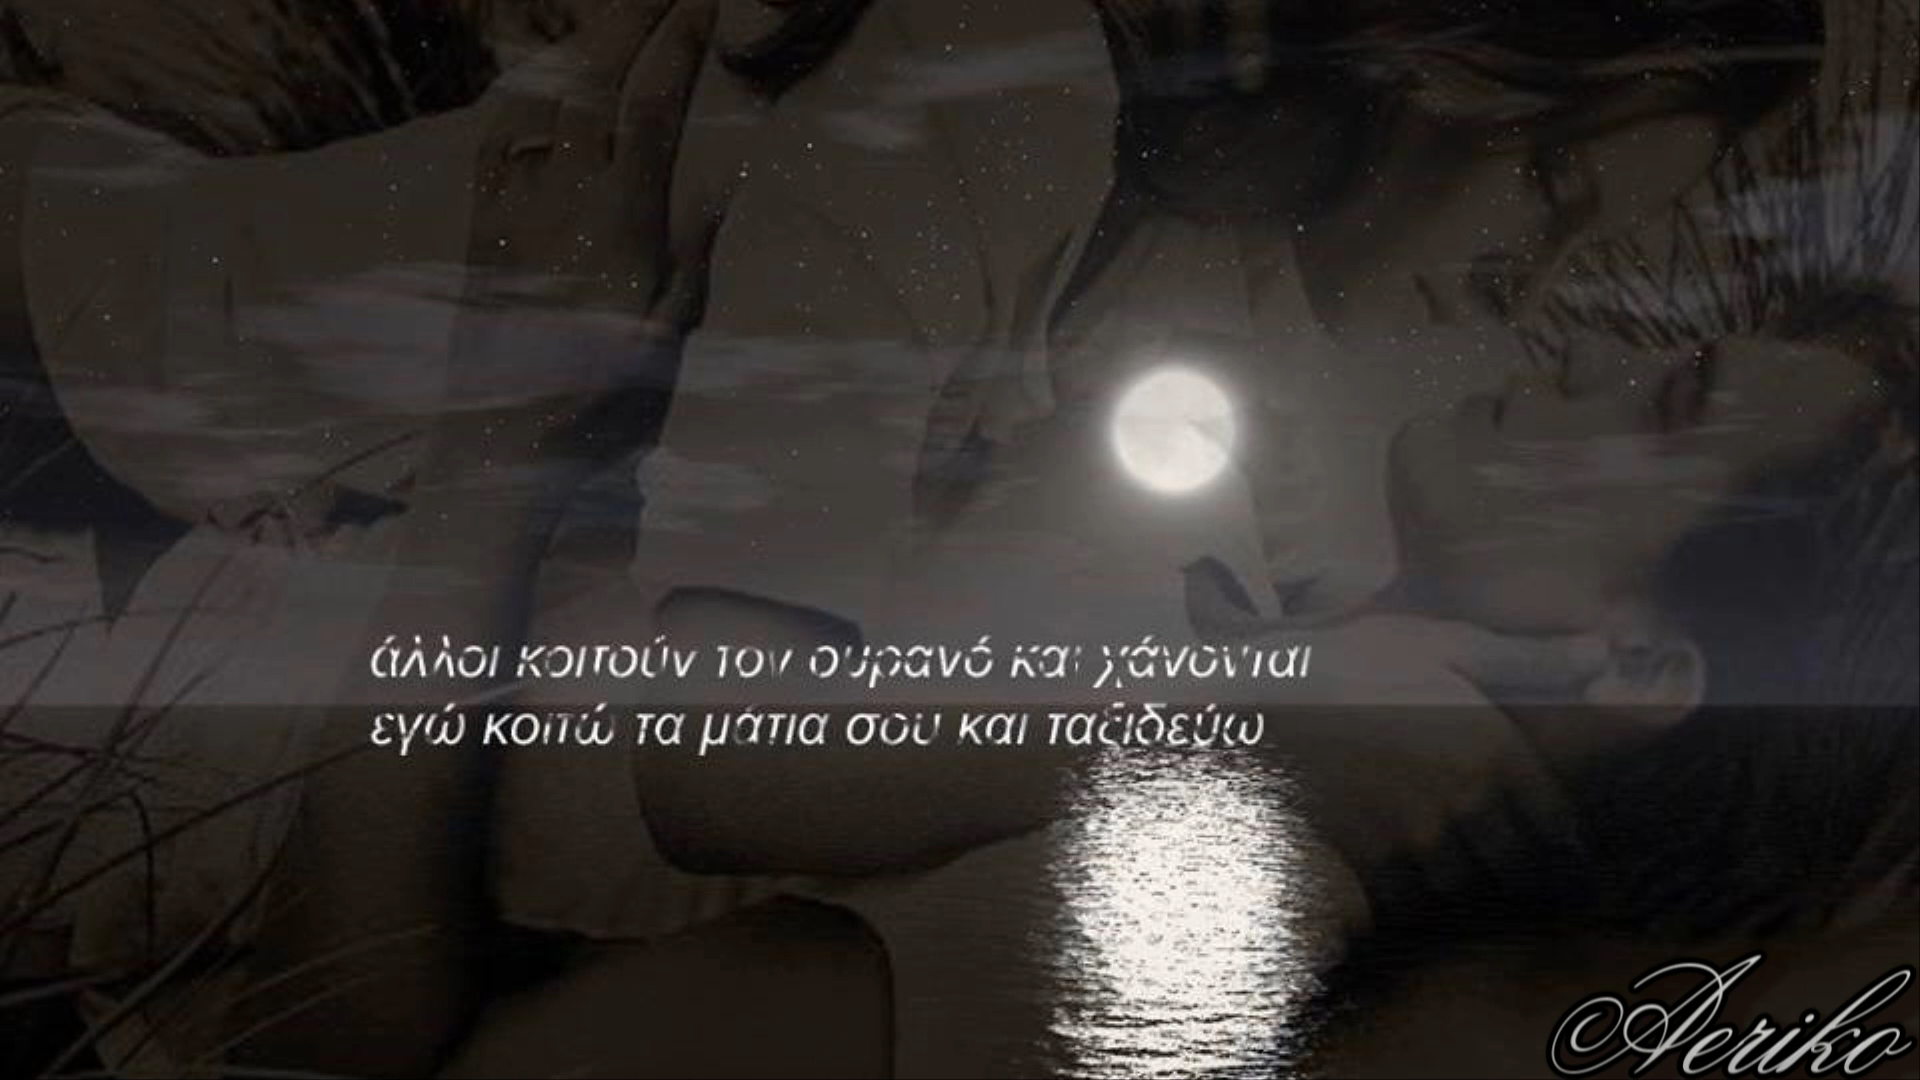 άλλοι κοιτούν τον ουρανό και χάνονται
εγώ κοιτώ τα μάτια σου και ταξιδεύω
©Aeriko